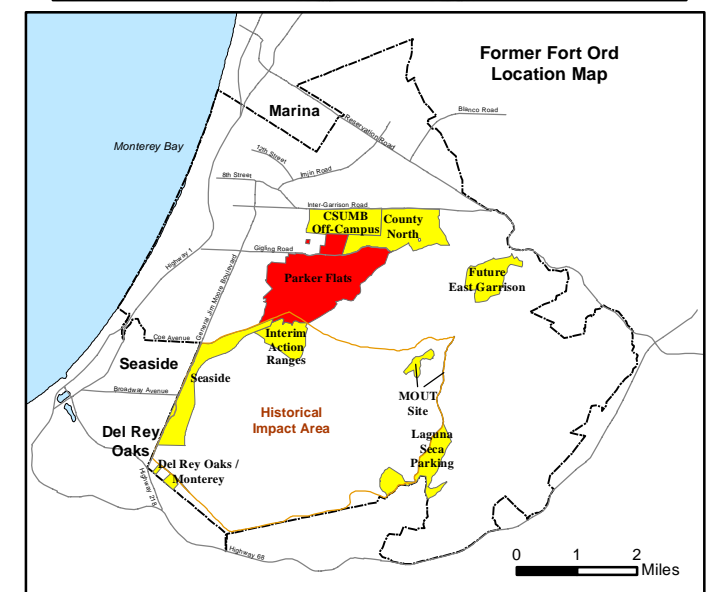 Former Fort Ord
Location Map
Marina
Blanco Road
Reservation Road
Monterey Bay
12th Street
Imjin Road
8th Street
Inter-Garrison Road
CSUMB
Off-Campus
County
North
Gigling Road
Highway 1
General Jim Moore Boulevard
Parker Flats
Future
East Garrison
Coe Avenue
Interim
Action
Ranges
Seaside
Seaside
Broadway Avenue
MOUT
Site
Historical
Impact Area
Del Rey
Oaks
Laguna
Seca
Parking
Del Rey Oaks /
Monterey
Highway 218
Highway 68
0 1 2
Miles